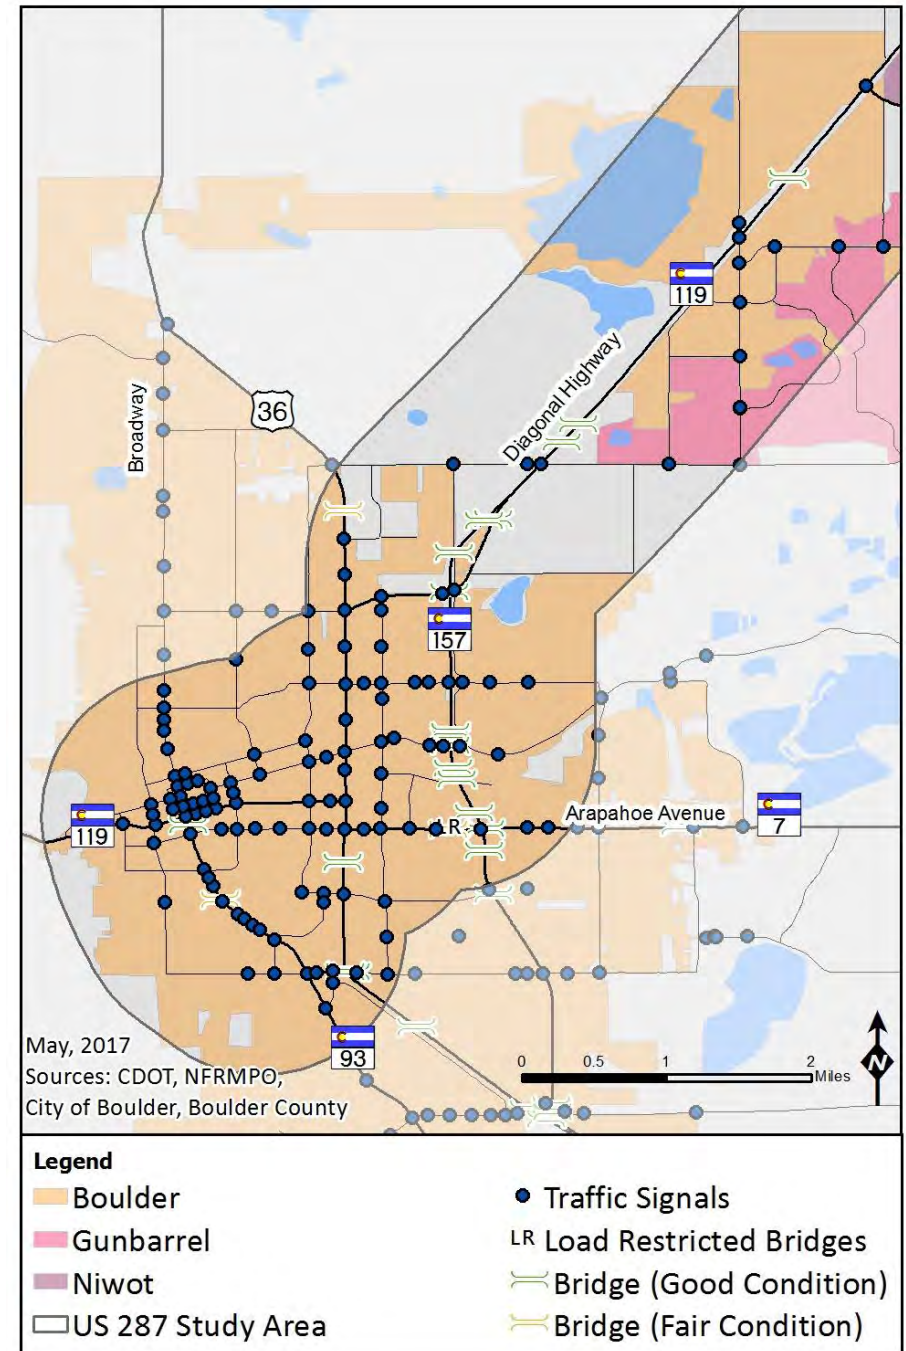 119
Diagonal Highway
Broadway
36
157
Arapahoe Avenue
7
119
LR
93
May, 2017
Sources: CDOT, NFRMPO,
City of Boulder, Boulder County
0 0.5 1 2
Miles
N
Legend
Boulder
Gunbarrel
Niwot
US 287 Study Area
Traffic Signals
LR Load Restricted Bridges
Bridge (Good Condition)
Bridge (Fair Condition)